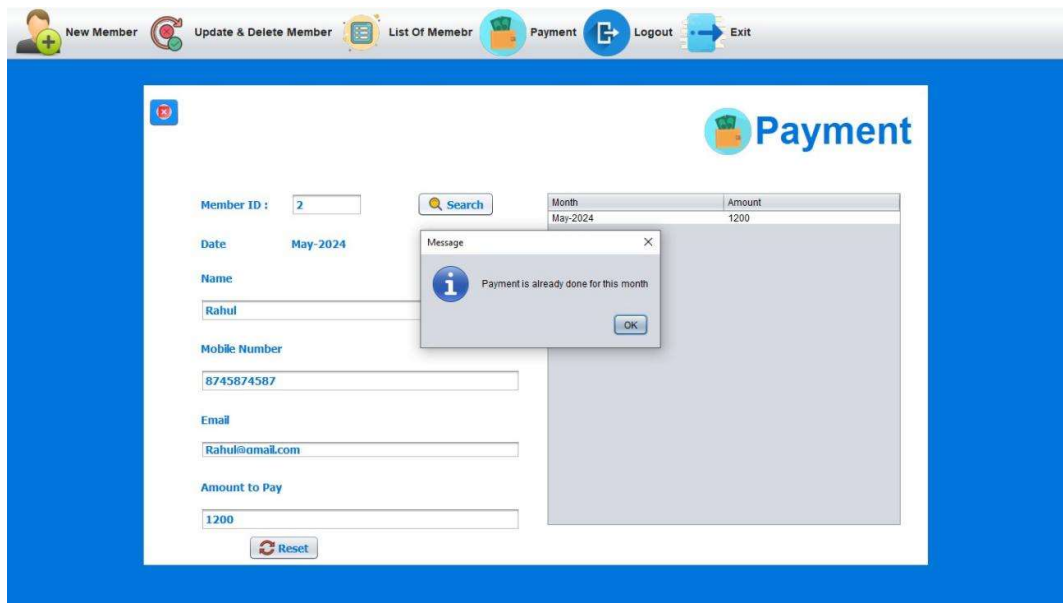 New Member Update & Delete Member List Of Memebr Payment Logout Exit
Payment
Member ID : 2 Search
Date May-2024
Name
Rahul
Mobile Number
8745874587
Email
Rahul@gmail.com
Amount to Pay
1200
Reset
Month Amount
May-2024 1200
Message
Payment is already done for this month
OK